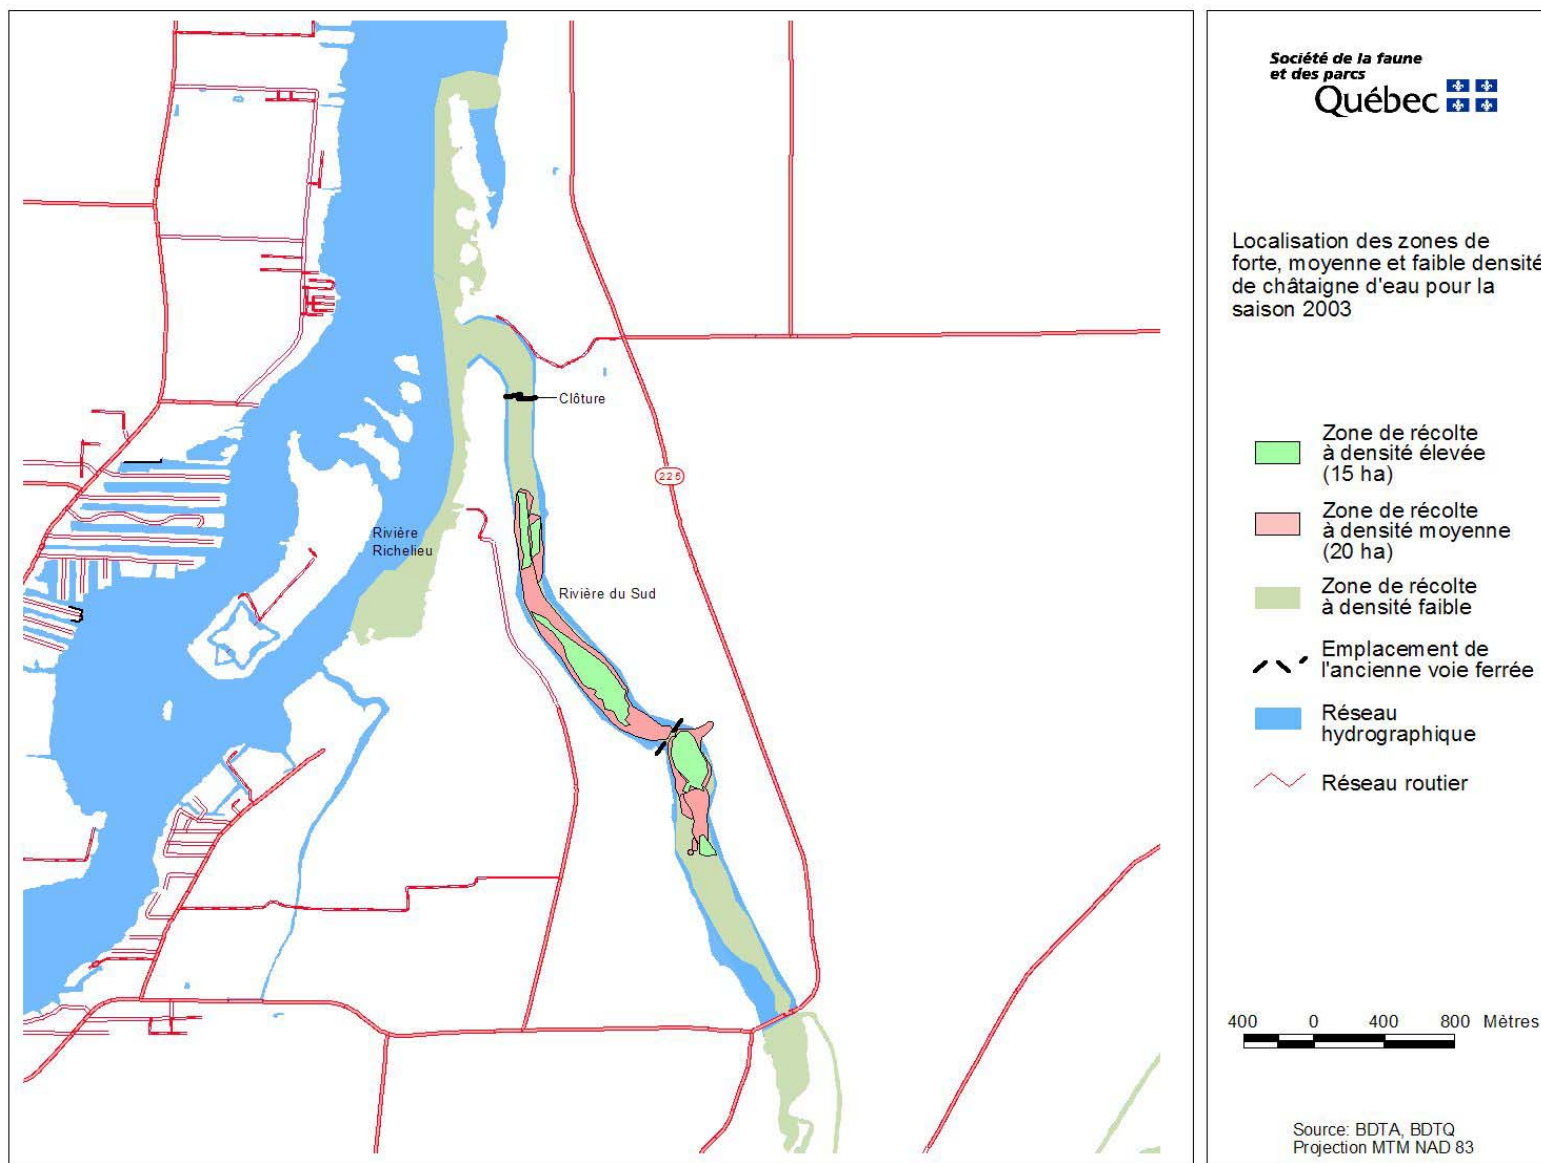 Société de la faune
et des parcs
Québec
Localisation des zones de
forte, moyenne et faible densité
de châtaigne d'eau pour la
saison 2003
Clôture
225
Rivière
Richelieu
Rivière du Sud
Zone de récolte
à densité élevée
(15 ha)
Zone de récolte
à densité moyenne
(20 ha)
Zone de récolte
à densité faible
Emplacement de
l'ancienne voie ferrée
Réseau
hydrographique
Réseau routier
400 0 400 800 Mètres
Source: BDTA, BDTQ
Projection MTM NAD 83